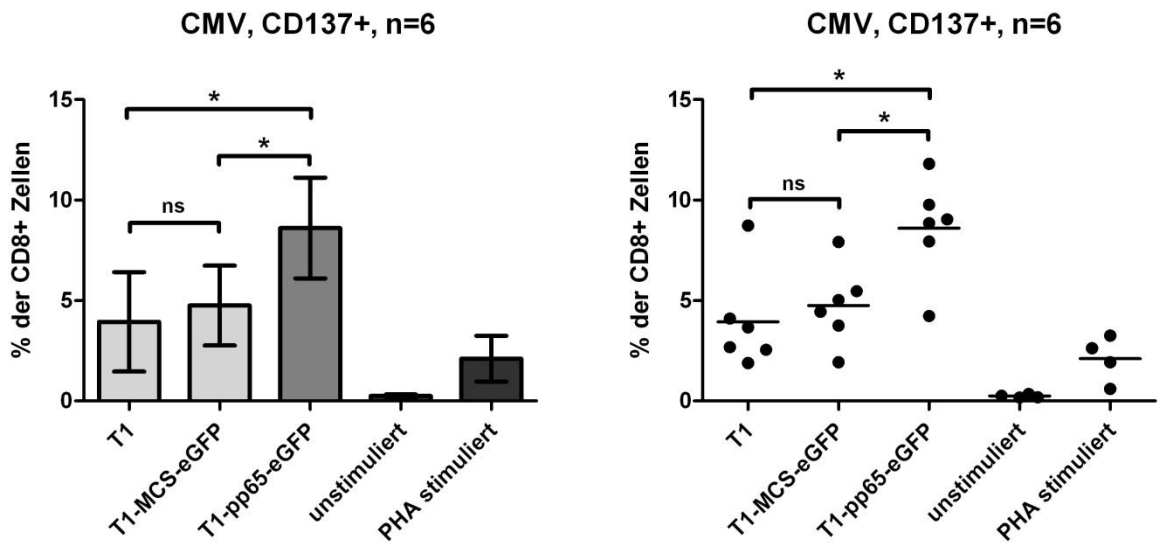 CMV, CD137+, n=6
% der CD8+ Zellen
15
10
5
0
*
*
ns
T1
T1-MCS-eGFP
T1-pp65-eGFP
unstimuliert
PHA stimuliert
CMV, CD137+, n=6
% der CD8+ Zellen
15
10
5
0
*
*
ns
T1
T1-MCS-eGFP
T1-pp65-eGFP
unstimuliert
PHA stimuliert